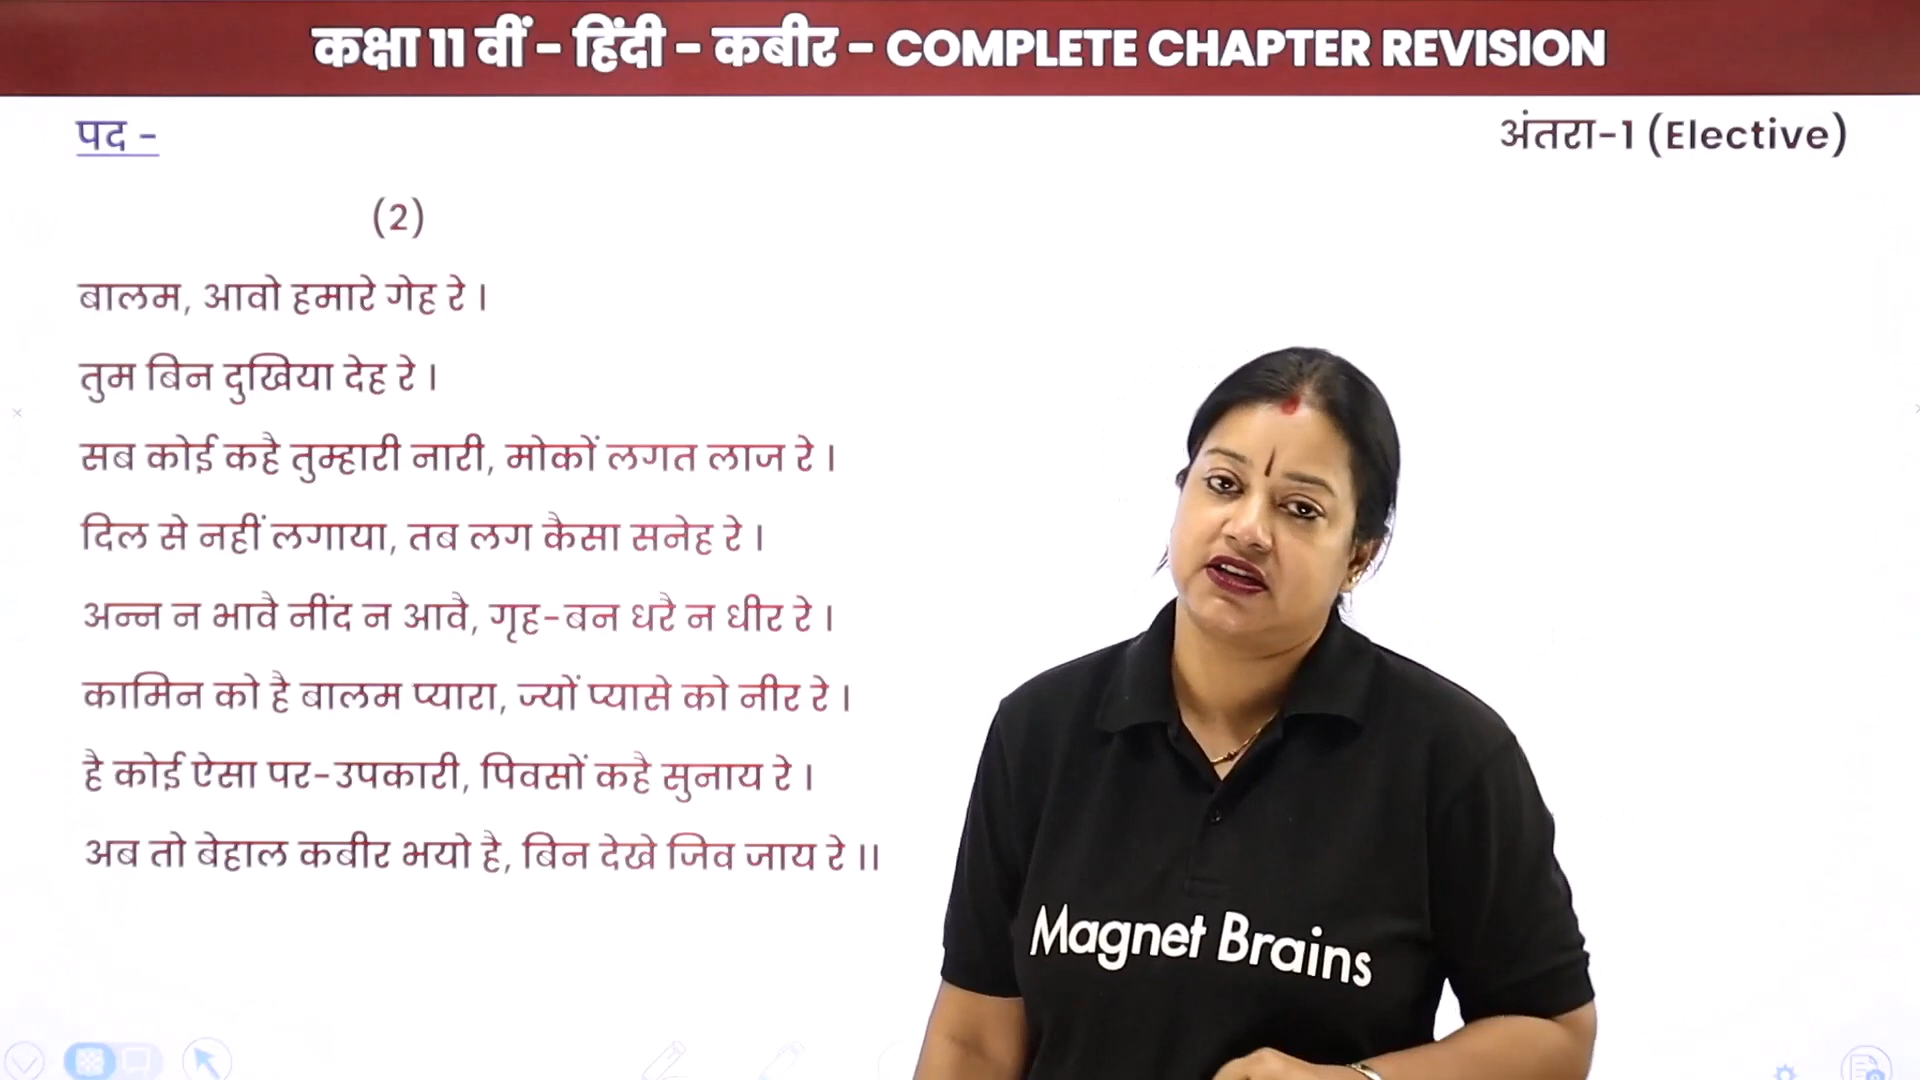 कक्षा 11 वीं - हिंदी - कबीर - COMPLETE CHAPTER REVISION
पद -
अंतरा-1 (Elective)
(2)
बालम, आवो हमारे गेह रे ।
तुम बिन दुखिया देह रे ।
सब कोई कहै तुम्हारी नारी, मोकों लगत लाज रे ।
दिल से नहीं लगाया, तब लग कैसा सनेह रे ।
अन्न न भावै नींद न आवै, गृह-बन धरै न धीर रे ।
कामिन को है बालम प्यारा, ज्यों प्यासे को नीर रे ।
है कोई ऐसा पर-उपकारी, पिवसों कहै सुनाय रे ।
अब तो बेहाल कबीर भयो है, बिन देखे जिव जाय रे ।।
Magnet Brains